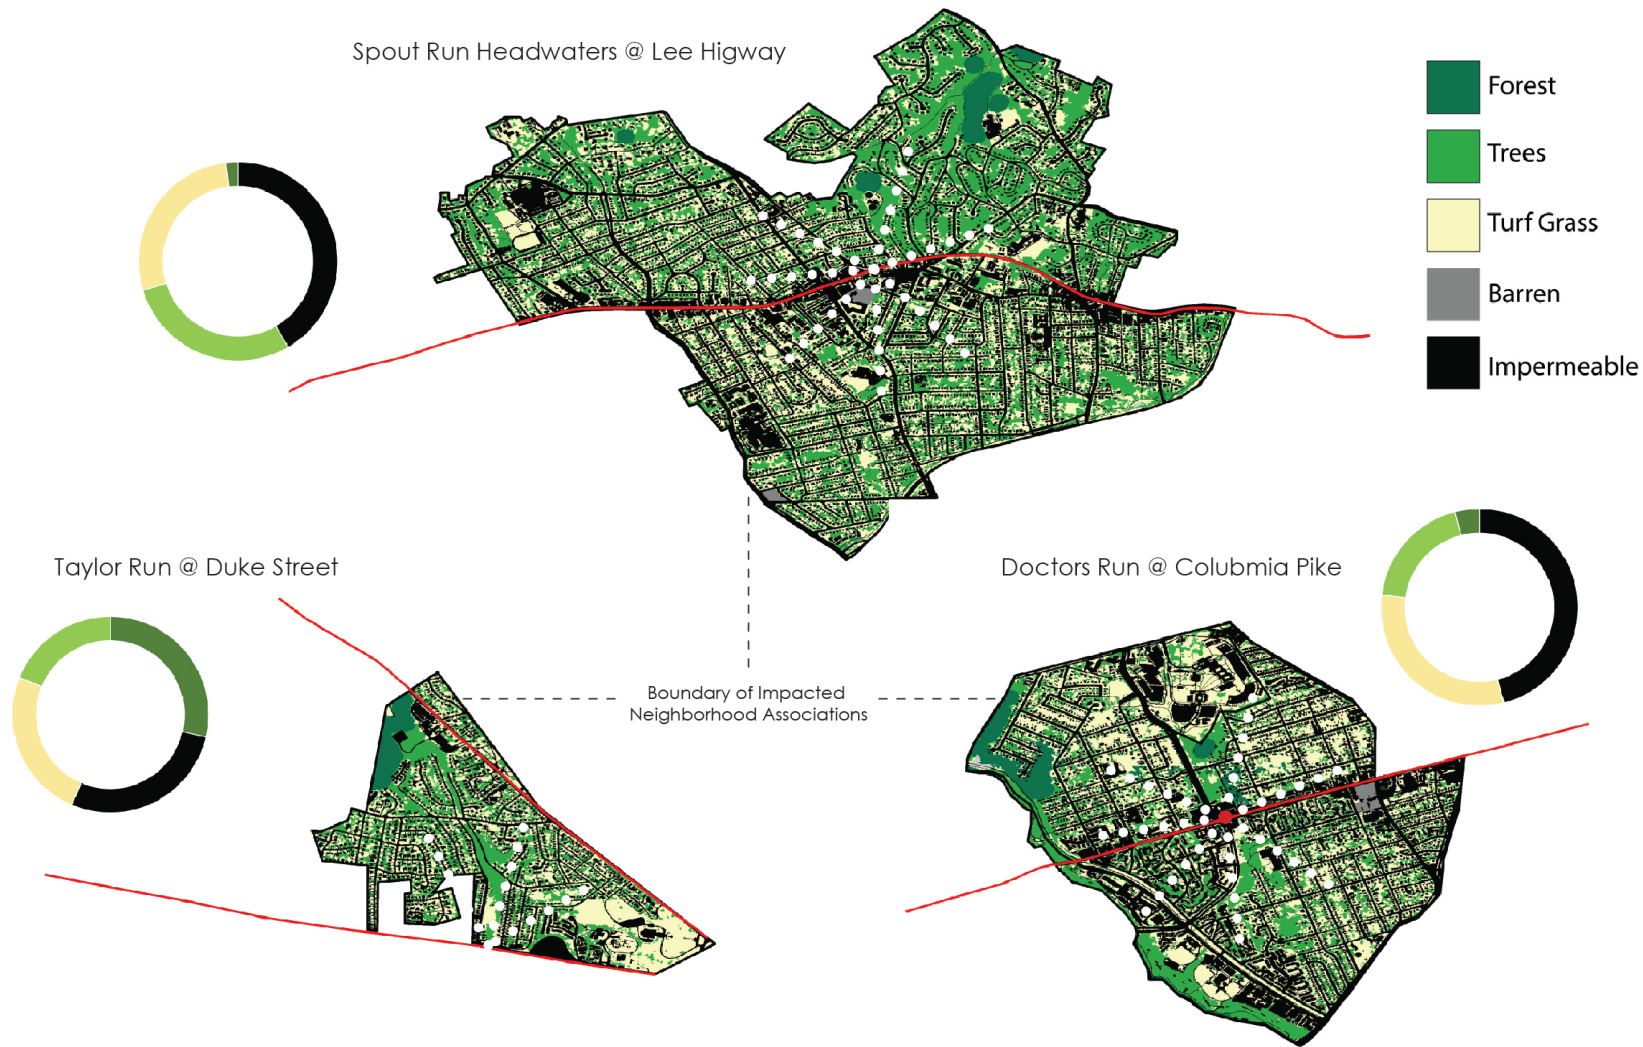 Spout Run Headwaters @ Lee Higway
Forest
Trees
Turf Grass
Barren
Impermeable
Taylor Run @ Duke Street
Doctors Run @ Colubmia Pike
Boundary of Impacted
Neighborhood Associations